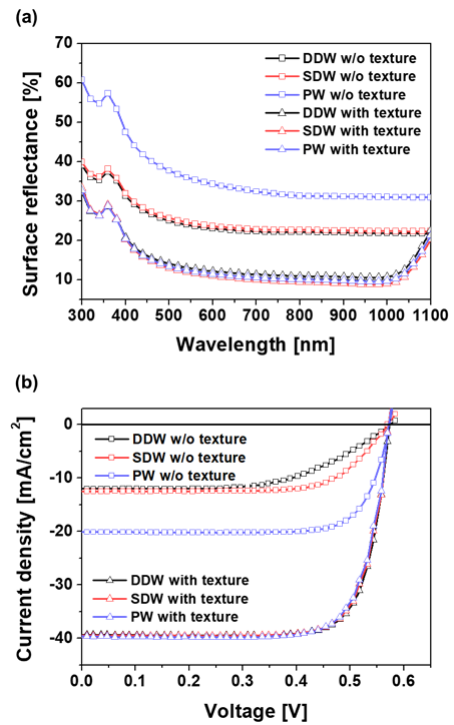 (a)
70
60
50
40
30
20
10
Surface reflectance [%]
DDW w/o texture
SDW w/o texture
PW w/o texture
DDW with texture
SDW with texture
PW with texture
300 400 500 600 700 800 900 1000 1100
Wavelength [nm]
(b)
0
-10
-20
-30
-40
Current density [mA/cm²]
DDW w/o texture
SDW w/o texture
PW w/o texture
DDW with texture
SDW with texture
PW with texture
0.0 0.1 0.2 0.3 0.4 0.5 0.6
Voltage [V]